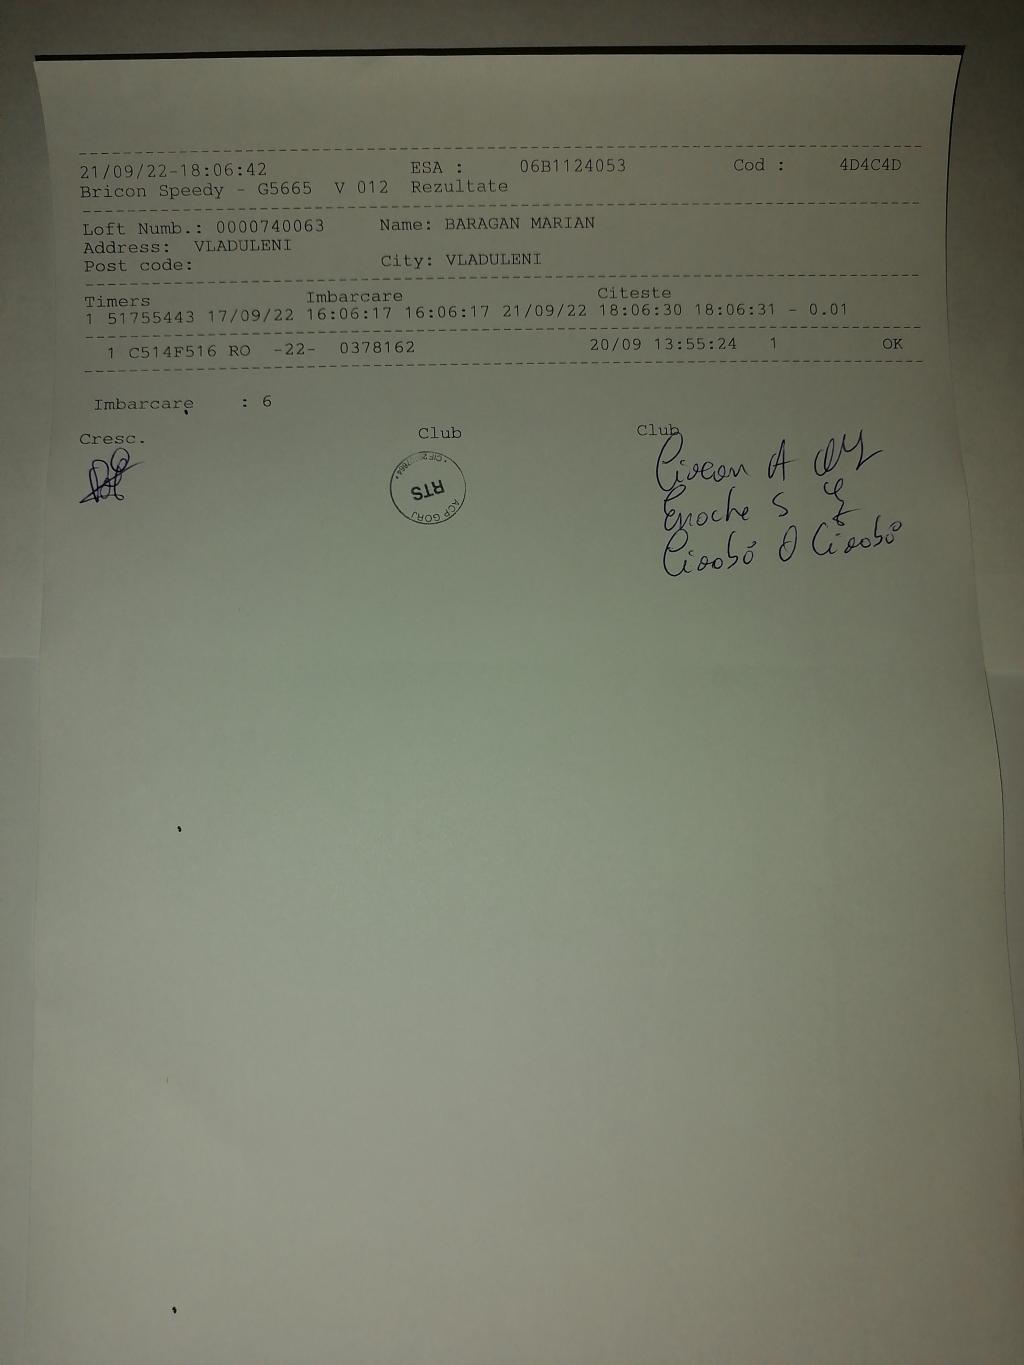 21/09/22-18:06:42 ESA : 06B1124053 Cod : 4D4C4D
Bricon Speedy - G5665 V 012 Rezultate
Loft Numb.: 0000740063 Name: BARAGAN MARIAN
Address: VLADULENI
Post code: City: VLADULENI
Timers Imbarcare Citeste
1 51755443 17/09/22 16:06:17 16:06:17 21/09/22 18:06:30 18:06:31 - 0.01
1 C514F516 RO -22- 0378162 20/09 13:55:24 1 OK
Imbarcare : 6
Cresc. Club Club
RTS
ACP GORJ
Enache S